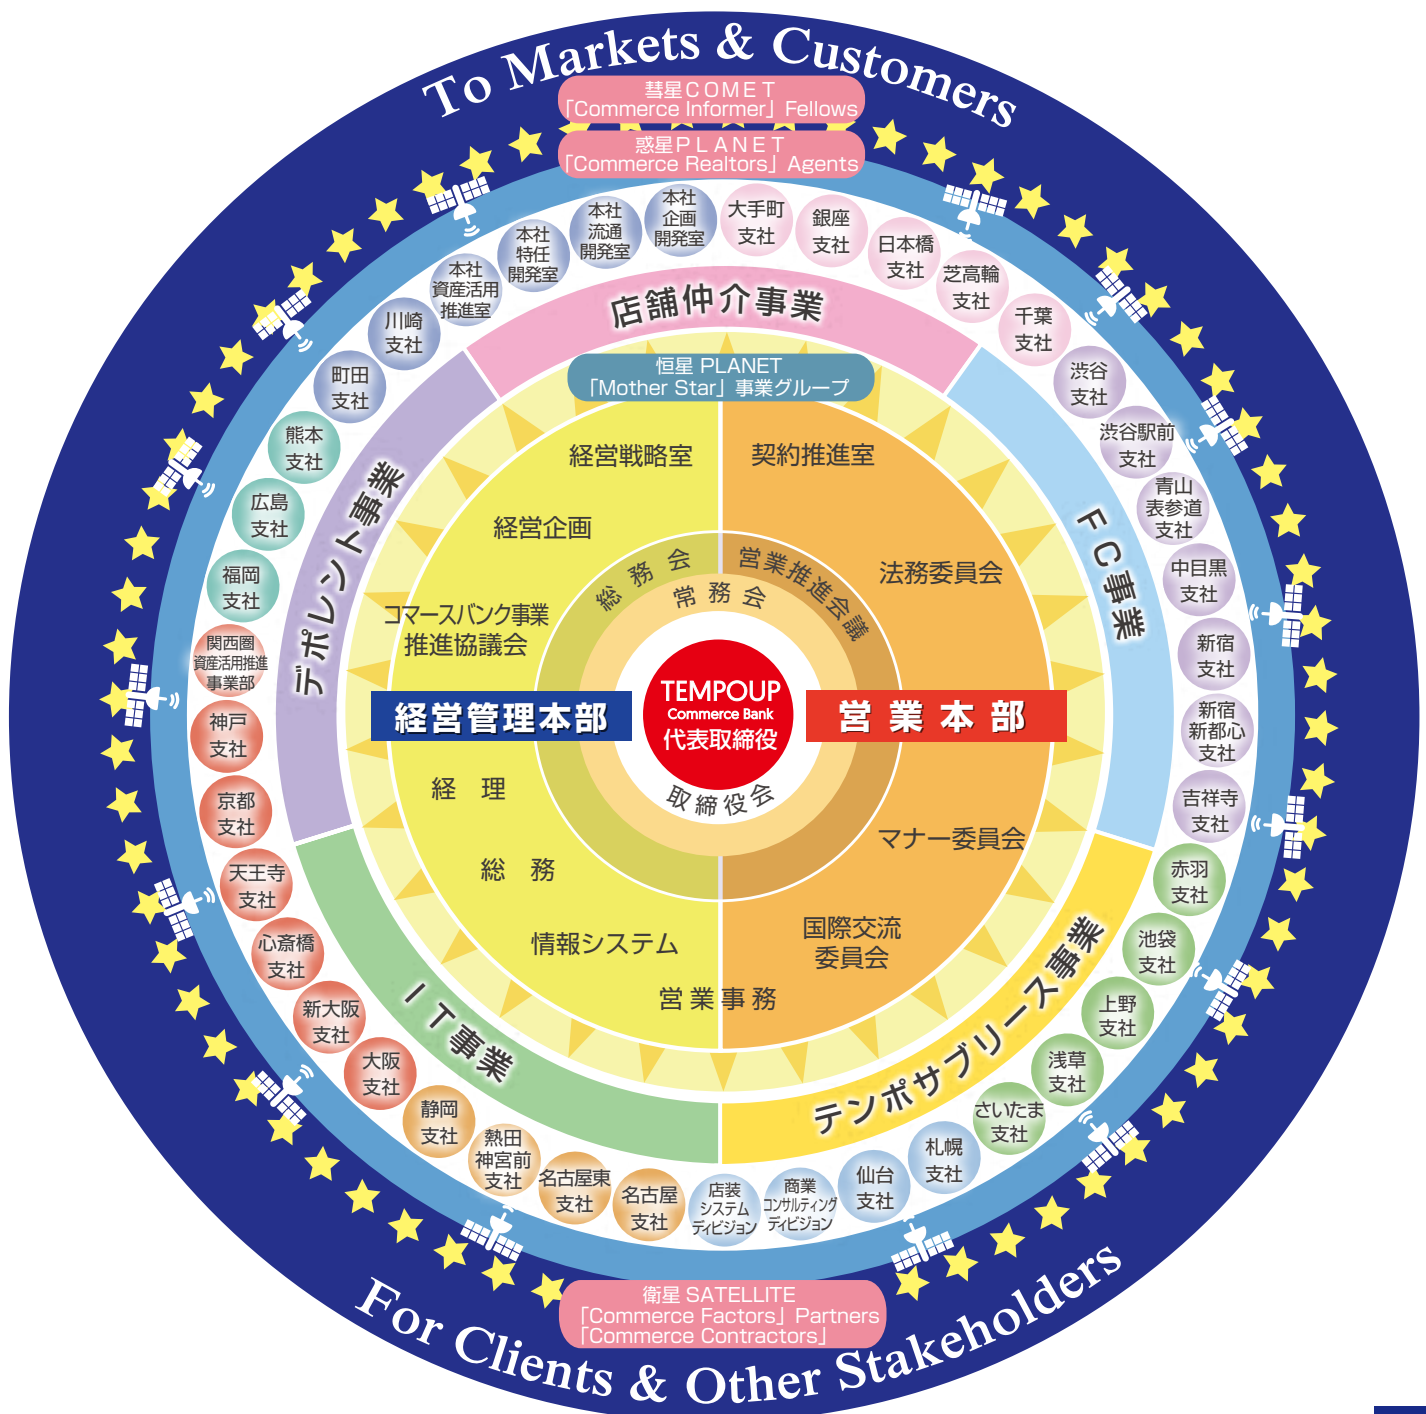 To Markets & Customers
彗星COMET
「Commerce Informer」Fellows
惑星PLANET
「Commerce Realtors」Agents
本社
企画
開発室
大手町
支社
銀座
支社
日本橋
支社
芝高輪
支社
千葉
支社
渋谷
支社
渋谷駅前
支社
青山
表参道
支社
中目黒
支社
新宿
支社
新宿
新都心
支社
吉祥寺
支社
赤羽
支社
池袋
支社
上野
支社
浅草
支社
さいたま
支社
札幌
支社
仙台
支社
商業
コンサルティング
ディビジョン
店装
システム
ディビジョン
名古屋
支社
名古屋東
支社
熱田
神宮前
支社
静岡
支社
大阪
支社
新大阪
支社
心斎橋
支社
天王寺
支社
京都
支社
神戸
支社
関西圏
資産活用推進
事業部
福岡
支社
広島
支社
熊本
支社
町田
支社
川崎
支社
本社
資産活用
推進室
本社
特任
開発室
本社
流通
開発室
店舗仲介事業
FC事業
テンポサブリース事業
IT事業
デポレント事業
恒星 PLANET
「Mother Star」事業グループ
経営戦略室
経営企画
コマースバンク事業
推進協議会
経営管理本部
経 理
総 務
情報システム
営業事務
契約推進室
法務委員会
営業本部
マナー委員会
国際交流
委員会
総務会
営業推進会議
常務会
TEMPOUP
Commerce Bank
代表取締役
取締役会
衛星 SATELLITE
「Commerce Factors」Partners
「Commerce Contractors」
For Clients & Other Stakeholders